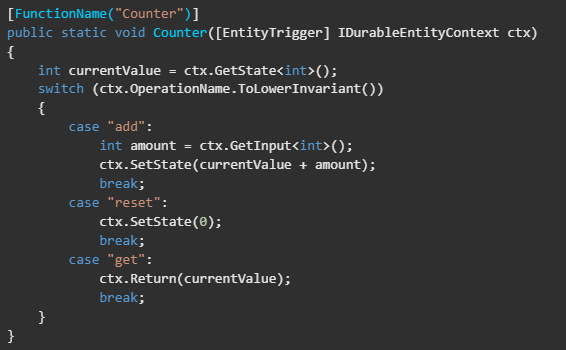 [FunctionName("Counter")]
public static void Counter([EntityTrigger] IDurableEntityContext ctx)
{
    int currentValue = ctx.GetState<int>();
    switch (ctx.OperationName.ToLowerInvariant())
    {
        case "add":
            int amount = ctx.GetInput<int>();
            ctx.SetState(currentValue + amount);
            break;
        case "reset":
            ctx.SetState(0);
            break;
        case "get":
            ctx.Return(currentValue);
            break;
    }
}